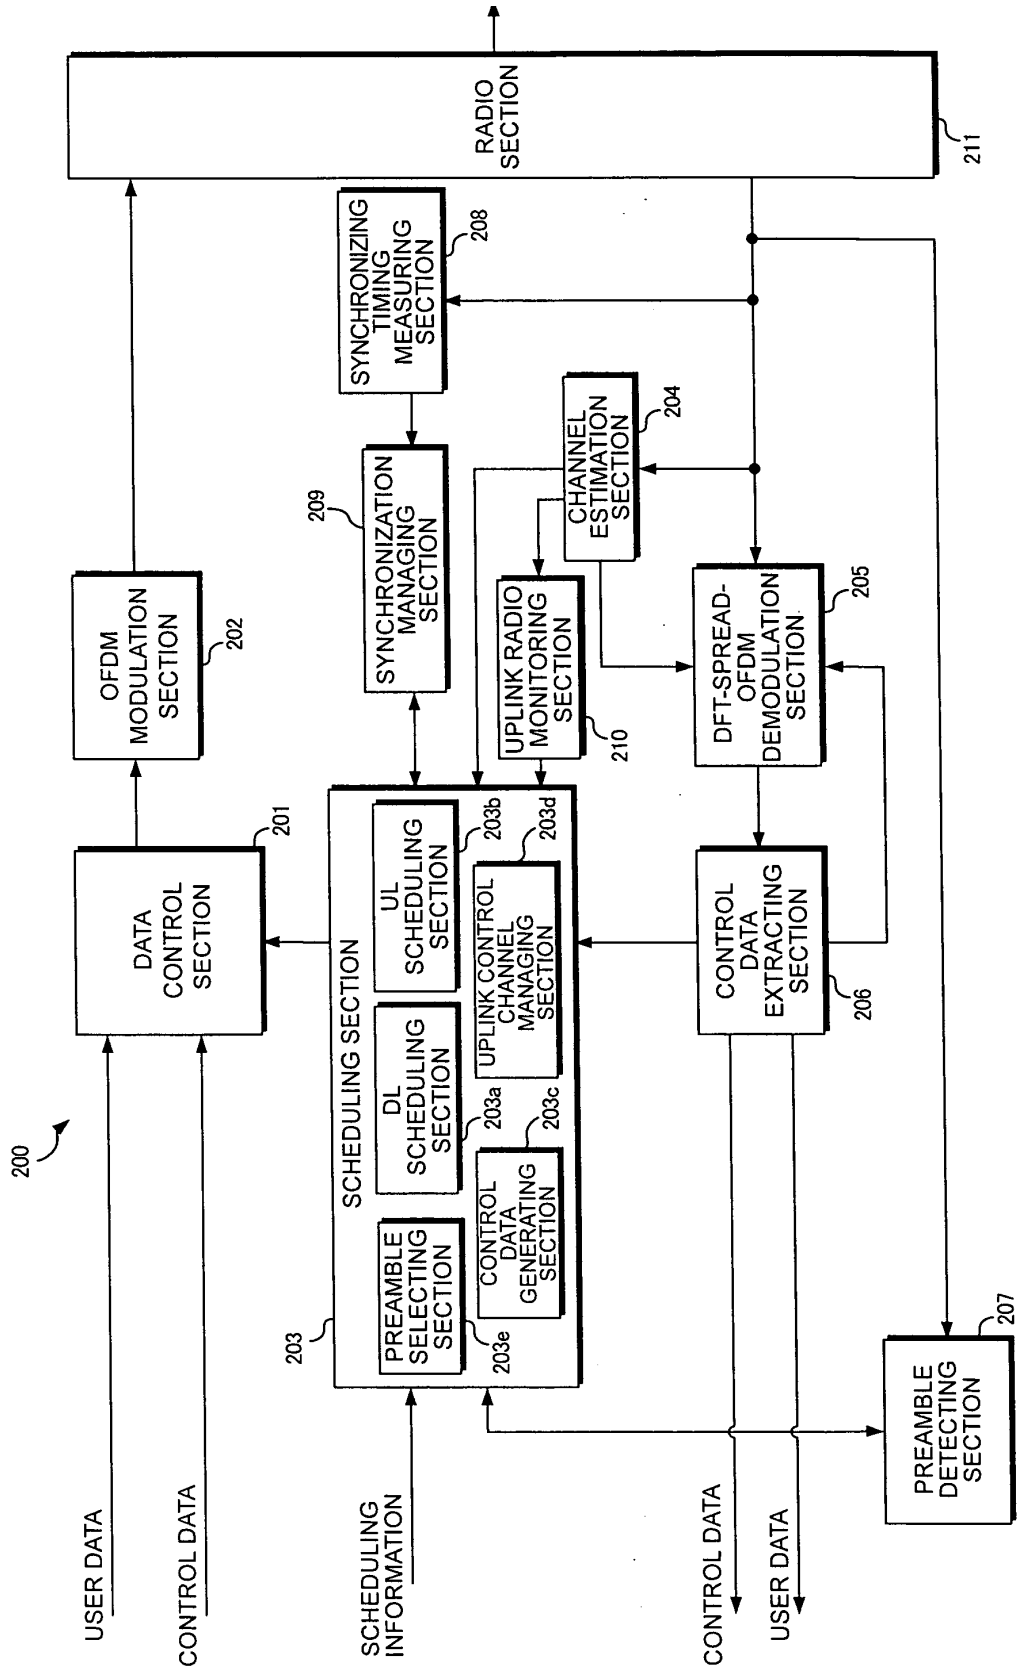 200
USER DATA
CONTROL DATA
DATA
CONTROL
SECTION
201
OFDM
MODULATION
SECTION
202
RADIO
SECTION
211
SCHEDULING
INFORMATION
203
SCHEDULING SECTION
PREAMBLE
SELECTING
SECTION
203e
DL
SCHEDULING
SECTION
203a
UL
SCHEDULING
SECTION
203b
CONTROL
DATA
GENERATING
SECTION
203c
UPLINK CONTROL
CHANNEL
MANAGING
SECTION
203d
209
SYNCHRONIZATION
MANAGING
SECTION
SYNCHRONIZING
TIMING
MEASURING
SECTION
208
UPLINK RADIO
MONITORING
SECTION
210
CHANNEL
ESTIMATION
SECTION
204
CONTROL DATA
USER DATA
CONTROL
DATA
EXTRACTING
SECTION
206
DFT-SPREAD-
OFDM
DEMODULATION
SECTION
205
PREAMBLE
DETECTING
SECTION
207